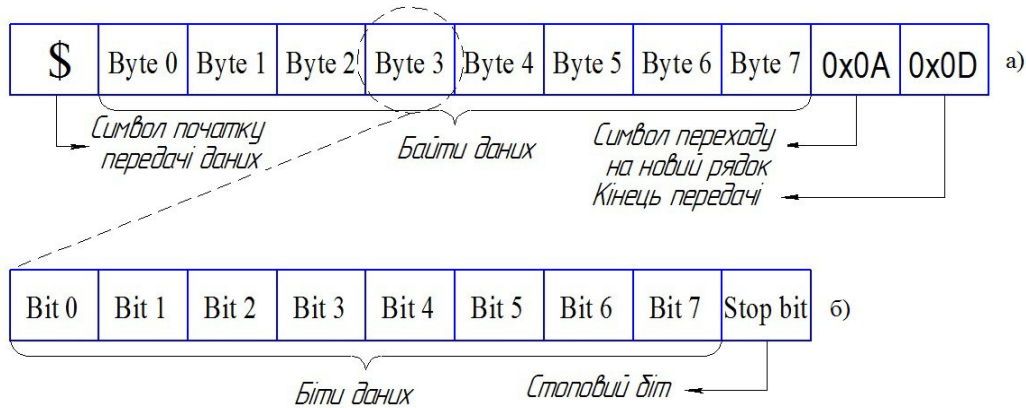 $ Byte 0 Byte 1 Byte 2 Byte 3 Byte 4 Byte 5 Byte 6 Byte 7 0x0A 0x0D а)
Символ початку
передачі даних
Байти даних
Символ переходу
на новий рядок
Кінець передачі
Bit 0 Bit 1 Bit 2 Bit 3 Bit 4 Bit 5 Bit 6 Bit 7 Stop bit б)
Біти даних
Стоповий біт